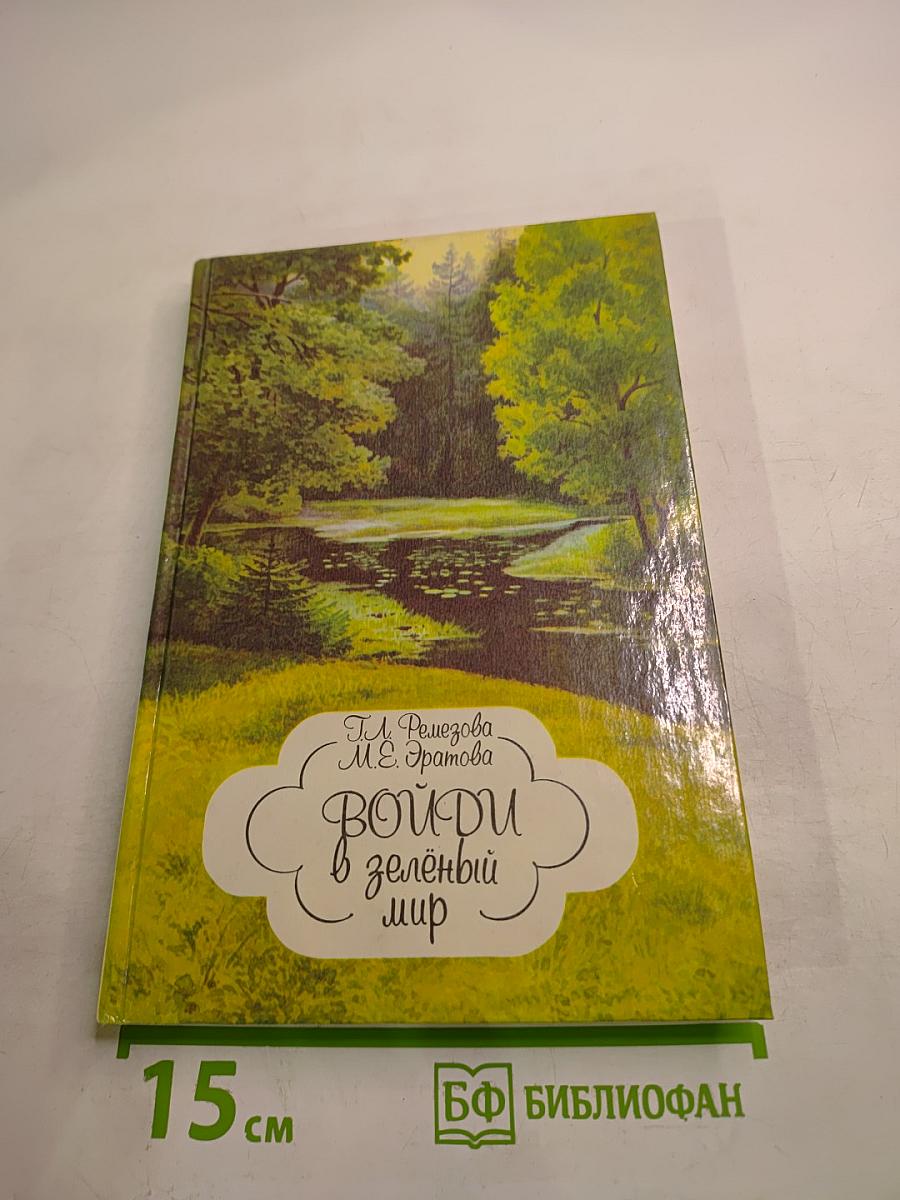 Г.Л. Ремезова
М.Е. Эратова
ВОЙДИ
в зелёный
мир
15 см
БФ БИБЛИОФАН